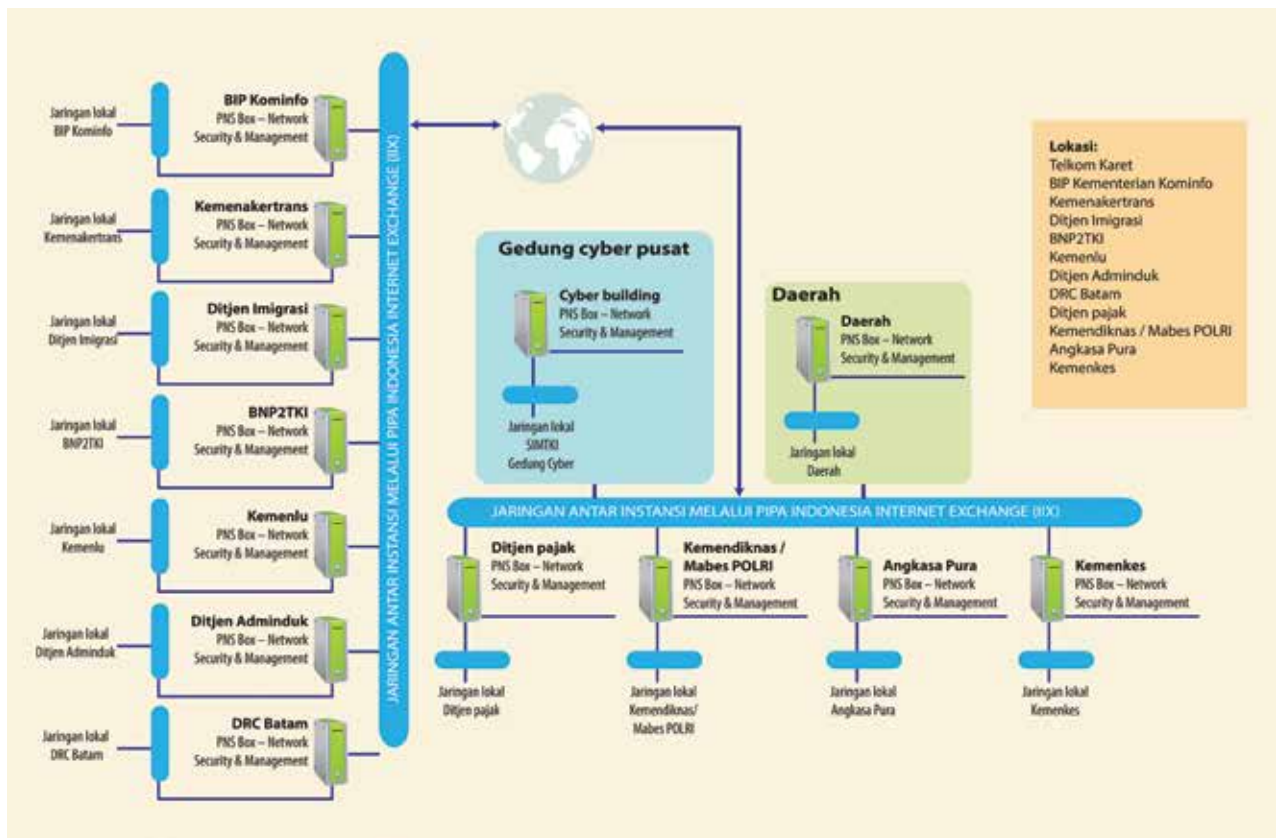 Jaringan lokal
BIP Kominfo
BIP Kominfo
PNS Box – Network
Security & Management
Jaringan lokal
Kemenakertrans
Kemenakertrans
PNS Box – Network
Security & Management
Jaringan lokal
Ditjen Imigrasi
Ditjen Imigrasi
PNS Box – Network
Security & Management
Jaringan lokal
BNP2TKI
BNP2TKI
PNS Box – Network
Security & Management
Jaringan lokal
Kemenlu
Kemenlu
PNS Box – Network
Security & Management
Jaringan lokal
Ditjen Adminduk
Ditjen Adminduk
PNS Box – Network
Security & Management
Jaringan lokal
DRC Batam
DRC Batam
PNS Box – Network
Security & Management
JARINGAN ANTAR INSTANSI MELALUI PIPA INDONESIA INTERNET EXCHANGE (IIX)
Gedung cyber pusat
Cyber building
PNS Box – Network
Security & Management
Jaringan lokal
SIMTKI
Gedung Cyber
Daerah
Daerah
PNS Box – Network
Security & Management
Jaringan lokal
Daerah
Lokasi:
Telkom Karet
BIP Kementerian Kominfo
Kemenakertrans
Ditjen Imigrasi
BNP2TKI
Kemenlu
Ditjen Adminduk
DRC Batam
Ditjen pajak
Kemendiknas / Mabes POLRI
Angkasa Pura
Kemenkes
JARINGAN ANTAR INSTANSI MELALUI PIPA INDONESIA INTERNET EXCHANGE (IIX)
Ditjen pajak
PNS Box – Network
Security & Management
Jaringan lokal
Ditjen pajak
Kemendiknas /
Mabes POLRI
PNS Box – Network
Security & Management
Jaringan lokal
Kemendiknas/
Mabes POLRI
Angkasa Pura
PNS Box – Network
Security & Management
Jaringan lokal
Angkasa Pura
Kemenkes
PNS Box – Network
Security & Management
Jaringan lokal
Kemenkes